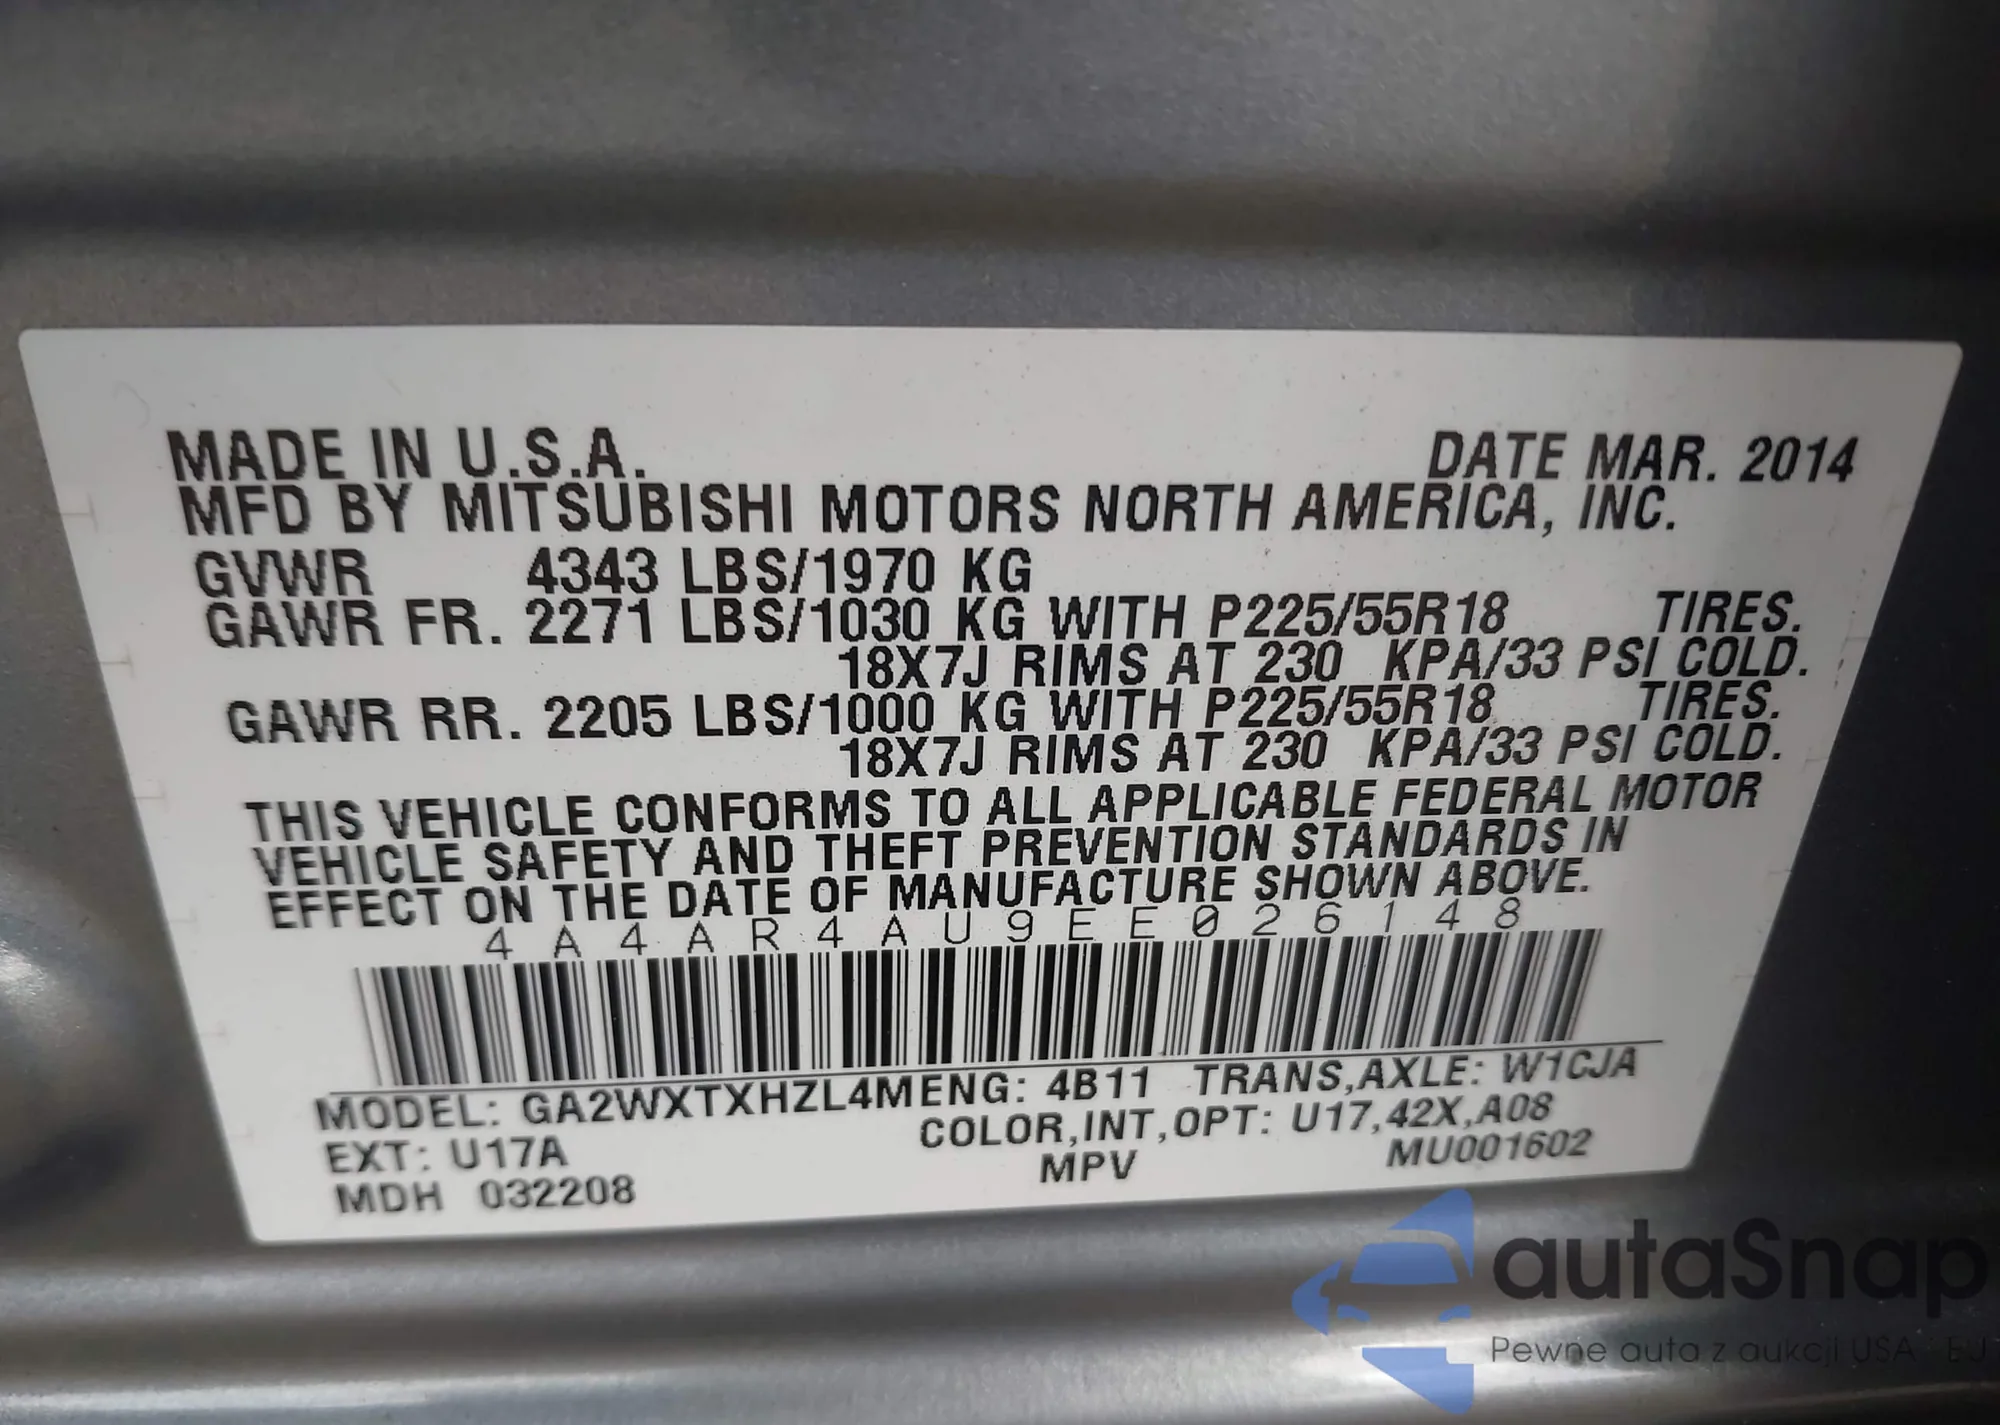 MADE IN U.S.A. DATE MAR. 2014
MFD BY MITSUBISHI MOTORS NORTH AMERICA, INC.
GVWR 4343 LBS/1970 KG
GAWR FR. 2271 LBS/1030 KG WITH P225/55R18 TIRES.
18X7J RIMS AT 230 KPA/33 PSI COLD.
GAWR RR. 2205 LBS/1000 KG WITH P225/55R18 TIRES.
18X7J RIMS AT 230 KPA/33 PSI COLD.
THIS VEHICLE CONFORMS TO ALL APPLICABLE FEDERAL MOTOR
VEHICLE SAFETY AND THEFT PREVENTION STANDARDS IN
EFFECT ON THE DATE OF MANUFACTURE SHOWN ABOVE.
4A4AR4AU9EE026148
MODEL: GA2WXTXHZL4MENG: 4B11 TRANS,AXLE: W1CJA
EXT: U17A COLOR,INT,OPT: U17,42X,A08
MDH 032208 MPV MU001602
autaSnap
Pewne auta z aukcji USA - EU